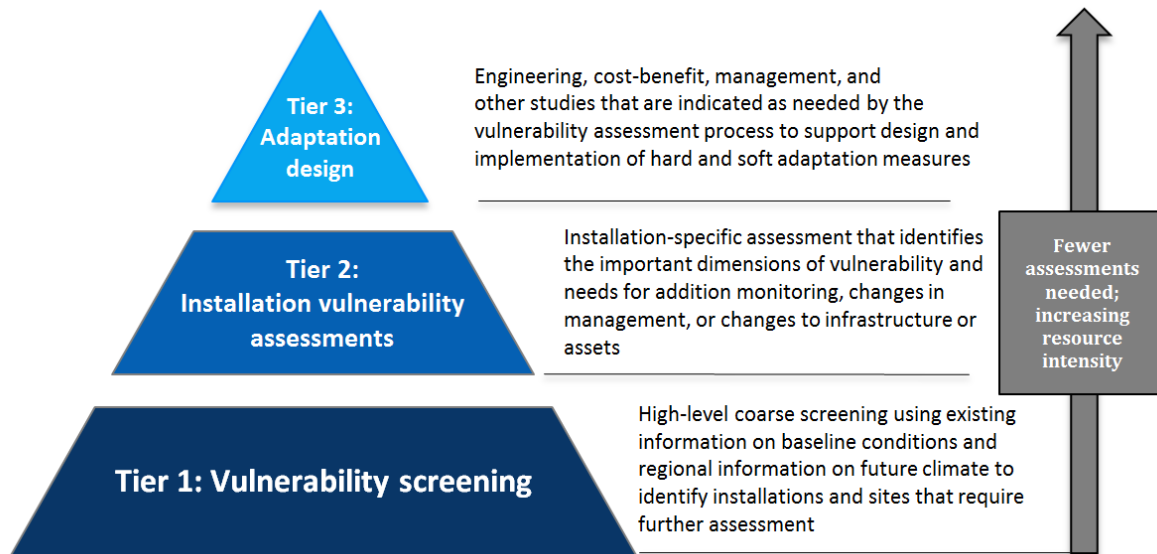 Tier 3:
Adaptation
design
Engineering, cost-benefit, management, and
other studies that are indicated as needed by the
vulnerability assessment process to support design and
implementation of hard and soft adaptation measures
Tier 2:
Installation vulnerability
assessments
Installation-specific assessment that identifies
the important dimensions of vulnerability and
needs for addition monitoring, changes in
management, or changes to infrastructure or
assets
Tier 1: Vulnerability screening
High-level coarse screening using existing
information on baseline conditions and
regional information on future climate to
identify installations and sites that require
further assessment
Fewer
assessments
needed;
increasing
resource
intensity